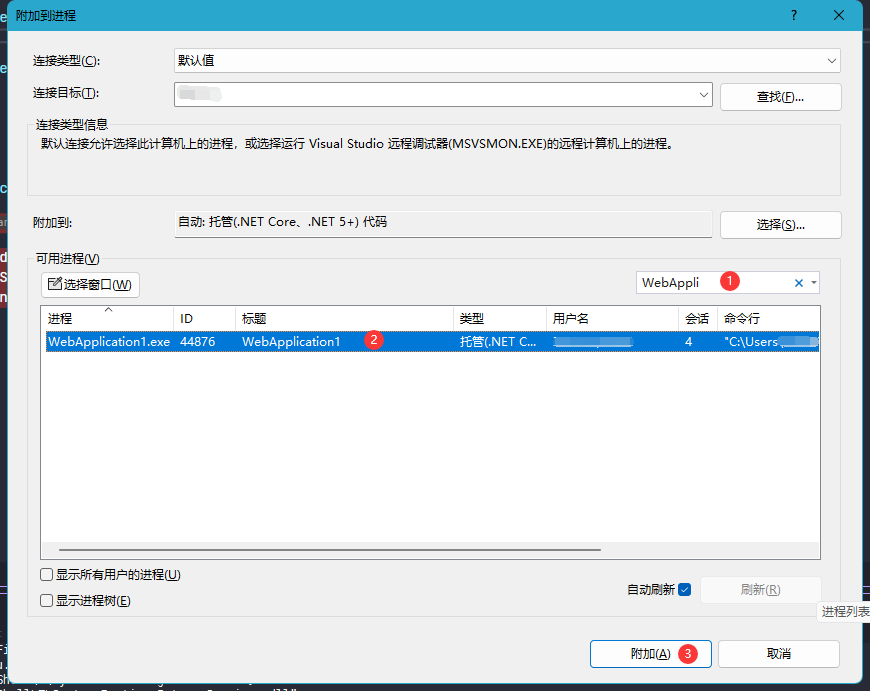 附加到进程
?
连接类型(C):
默认值
连接目标(T):
查找(F)...
连接类型信息
默认连接允许选择此计算机上的进程，或选择运行 Visual Studio 远程调试器(MSVSMON.EXE)的远程计算机上的进程。
附加到:
自动: 托管(.NET Core、.NET 5+) 代码
选择(S)...
可用进程(V)
选择窗口(W)
WebAppli
1
进程 ID 标题 类型 用户名 会话 命令行
WebApplication1.exe 44876 WebApplication1 2 托管(.NET C... 4 "C:\Users\
显示所有用户的进程(U)
显示进程树(E)
自动刷新
刷新(R)
进程列表
附加(A) 3
取消